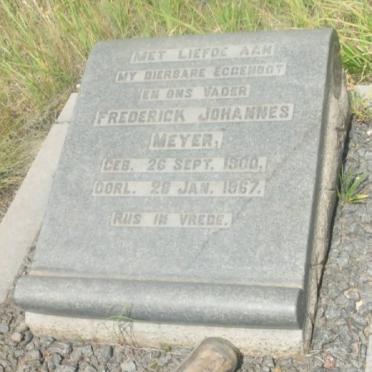 MET LIEFDE AAN
MY DIERBARE EGGENOOT
EN ONS VADER
FREDERICK JOHANNES
MEYER,
GEB. 26 SEPT. 1900,
OORL. 29 JAN. 1967.
RUS IN VREDE.